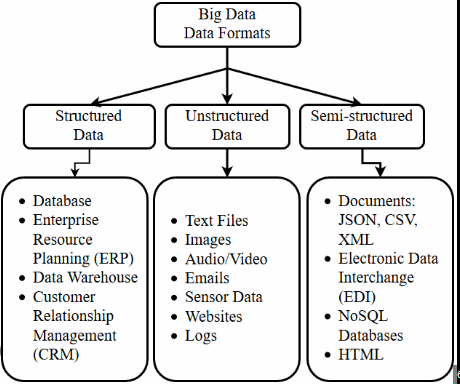 Big Data
Data Formats
Structured
Data
Unstructured
Data
Semi-structured
Data
• Database
• Enterprise
Resource
Planning (ERP)
• Data Warehouse
• Customer
Relationship
Management
(CRM)
• Text Files
• Images
• Audio/Video
• Emails
• Sensor Data
• Websites
• Logs
• Documents:
JSON, CSV,
XML
• Electronic Data
Interchange
(EDI)
• NoSQL
Databases
• HTML